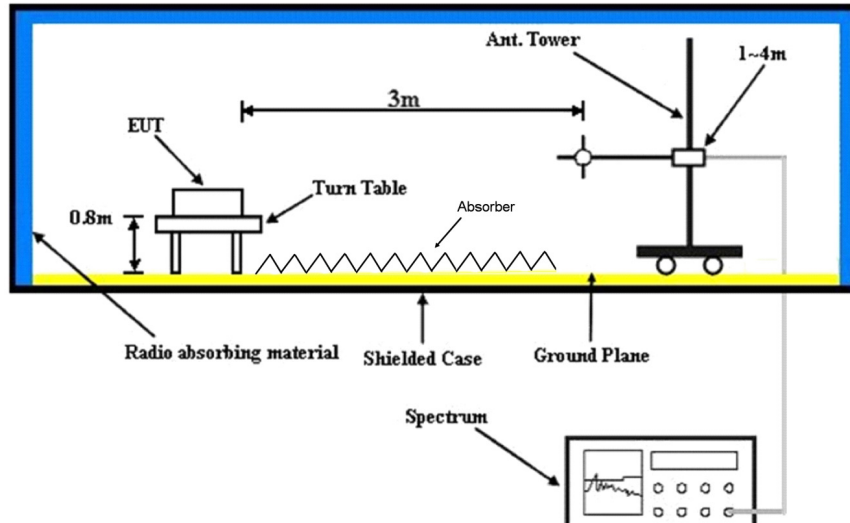 Ant. Tower
1~4m
3m
EUT
Turn Table
0.8m
Absorber
Radio absorbing material
Shielded Case
Ground Plane
Spectrum